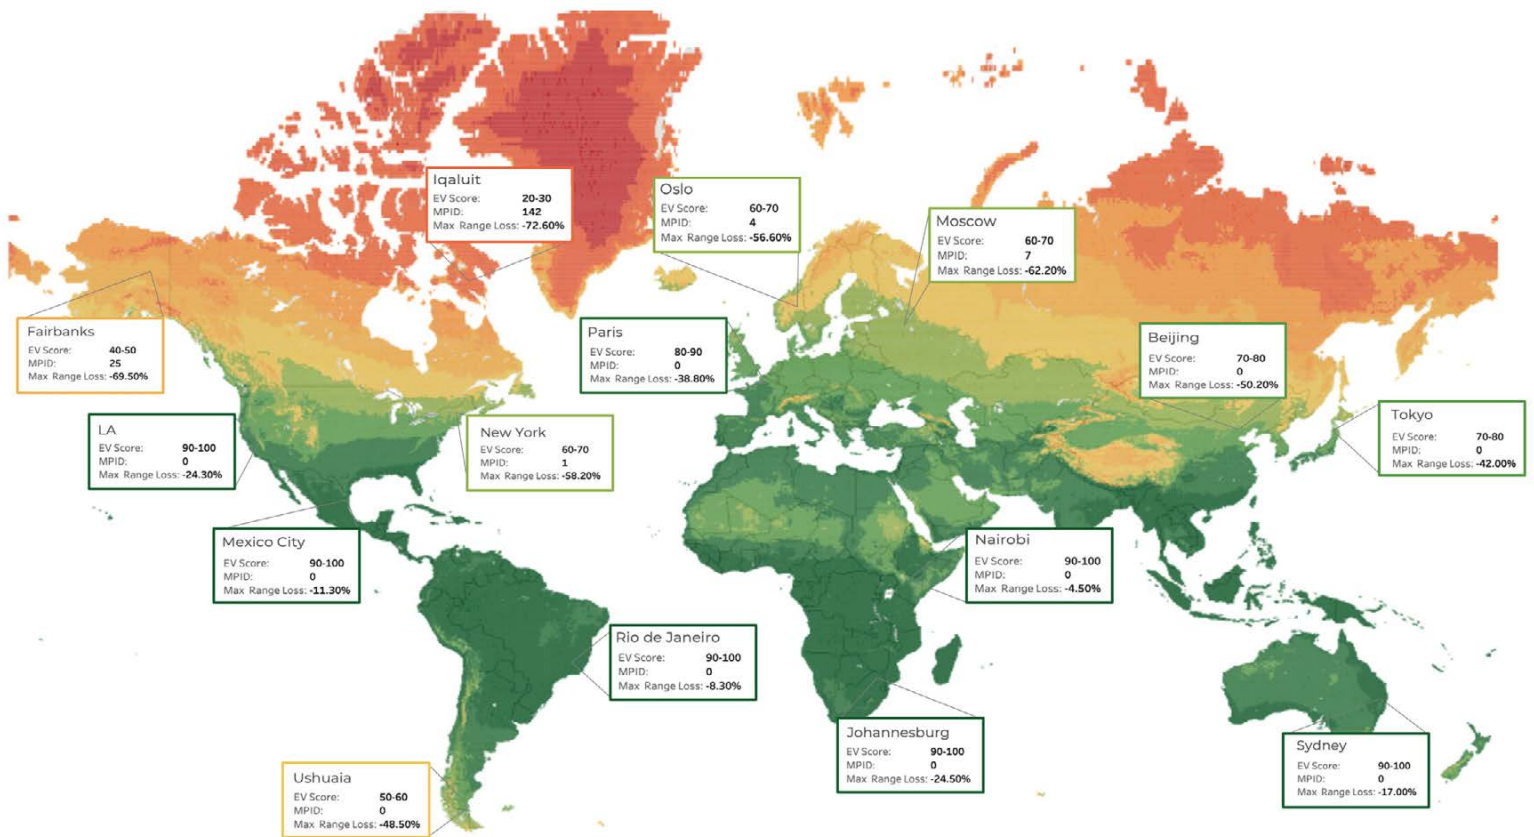 Iqaluit
EV Score: 20-30
MPID: 142
Max Range Loss: -72.60%
Oslo
EV Score: 60-70
MPID: 4
Max Range Loss: -56.60%
Moscow
EV Score: 60-70
MPID: 7
Max Range Loss: -62.20%
Fairbanks
EV Score: 40-50
MPID: 25
Max Range Loss: -69.50%
Paris
EV Score: 80-90
MPID: 0
Max Range Loss: -38.80%
Beijing
EV Score: 70-80
MPID: 0
Max Range Loss: -50.20%
LA
EV Score: 90-100
MPID: 0
Max Range Loss: -24.30%
New York
EV Score: 60-70
MPID: 1
Max Range Loss: -58.20%
Tokyo
EV Score: 70-80
MPID: 0
Max Range Loss: -42.00%
Mexico City
EV Score: 90-100
MPID: 0
Max Range Loss: -11.30%
Nairobi
EV Score: 90-100
MPID: 0
Max Range Loss: -4.50%
Rio de Janeiro
EV Score: 90-100
MPID: 0
Max Range Loss: -8.30%
Johannesburg
EV Score: 90-100
MPID: 0
Max Range Loss: -24.50%
Sydney
EV Score: 90-100
MPID: 0
Max Range Loss: -17.00%
Ushuaia
EV Score: 50-60
MPID: 0
Max Range Loss: -48.50%